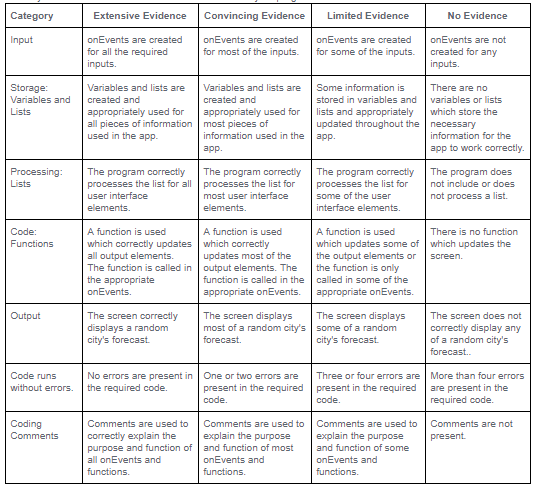 Category Extensive Evidence Convincing Evidence Limited Evidence No Evidence
Input
onEvents are created
for all the required
inputs.
onEvents are created
for most of the inputs.
onEvents are created
for some of the inputs.
onEvents are not
created for any
inputs.
Storage:
Variables and
Lists
Variables and lists are
created and
appropriately used for
all pieces of information
used in the app.
Variables and lists are
created and
appropriately used for
most pieces of
information used in the
app.
Some information is
stored in variables and
lists and appropriately
updated throughout the
app.
There are no
variables or lists
which store the
necessary
information for the
app to work correctly.
Processing:
Lists
The program correctly
processes the list for all
user interface
elements.
The program correctly
processes the list for
most user interface
elements.
The program correctly
processes the list for
some of the user
interface elements.
The program does
not include or does
not process a list.
Code:
Functions
A function is used
which correctly updates
all output elements.
The function is called in
the appropriate
onEvents.
A function is used
which correctly
updates most of the
output elements. The
function is called in the
appropriate onEvents.
A function is used
which updates some of
the output elements or
the function is only
called in some of the
appropriate onEvents.
There is no function
which updates the
screen.
Output
The screen correctly
displays a random
city's forecast.
The screen displays
most of a random city's
forecast.
The screen displays
some of a random
city's forecast.
The screen does not
correctly display any
of a random city's
forecast..
Code runs
without errors.
No errors are present in
the required code.
One or two errors are
present in the required
code.
Three or four errors are
present in the required
code.
More than four errors
are present in the
required code.
Coding
Comments
Comments are used to
correctly explain the
purpose and function of
all onEvents and
functions.
Comments are used to
explain the purpose
and function of most
onEvents and
functions.
Comments are used to
explain the purpose
and function of some
onEvents and
functions.
Comments are not
present.